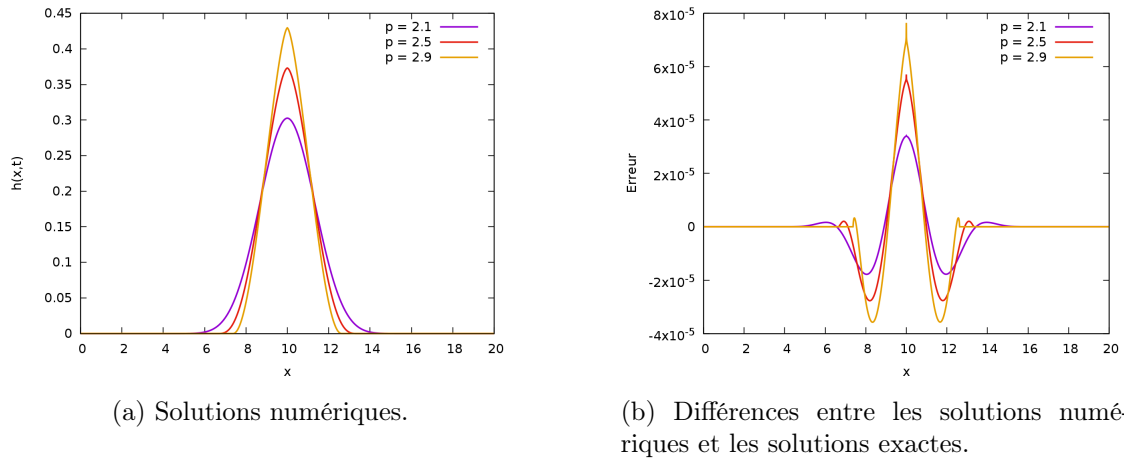 0.45
0.4
0.35
0.3
0.25
0.2
0.15
0.1
0.05
0
h(x,t)
0 2 4 6 8 10 12 14 16 18 20
x
p = 2.1
p = 2.5
p = 2.9
(a) Solutions numériques.
8x10⁻⁵
6x10⁻⁵
4x10⁻⁵
2x10⁻⁵
0
-2x10⁻⁵
-4x10⁻⁵
Erreur
0 2 4 6 8 10 12 14 16 18 20
x
p = 2.1
p = 2.5
p = 2.9
(b) Différences entre les solutions numé-
riques et les solutions exactes.